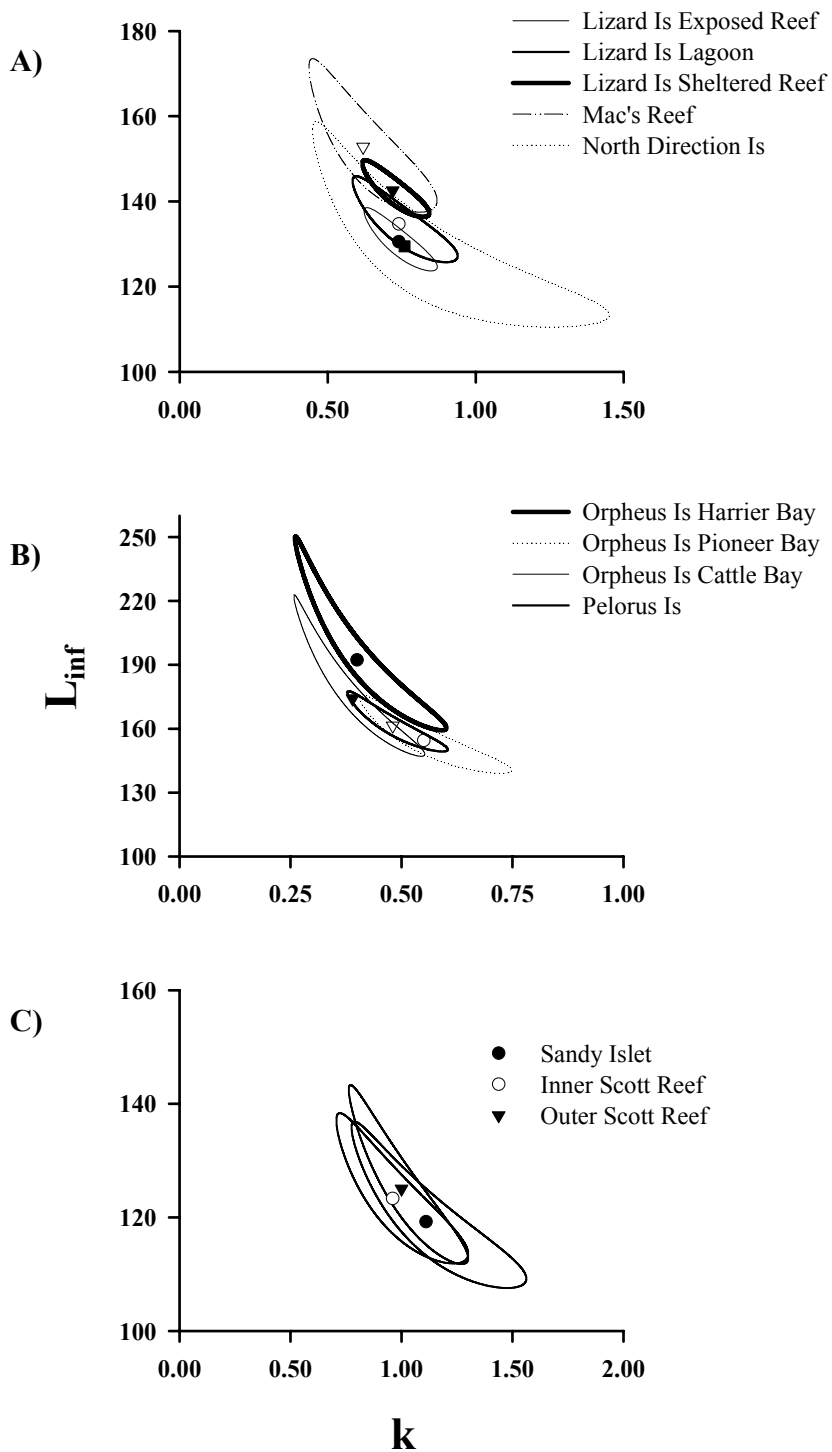 A)
180
160
140
120
100
0.00 0.50 1.00 1.50
Lizard Is Exposed Reef
Lizard Is Lagoon
Lizard Is Sheltered Reef
Mac's Reef
North Direction Is
B)
Linf
250
220
190
160
130
100
0.00 0.25 0.50 0.75 1.00
Orpheus Is Harrier Bay
Orpheus Is Pioneer Bay
Orpheus Is Cattle Bay
Pelorus Is
C)
160
140
120
100
0.00 0.50 1.00 1.50 2.00
Sandy Islet
Inner Scott Reef
Outer Scott Reef
k